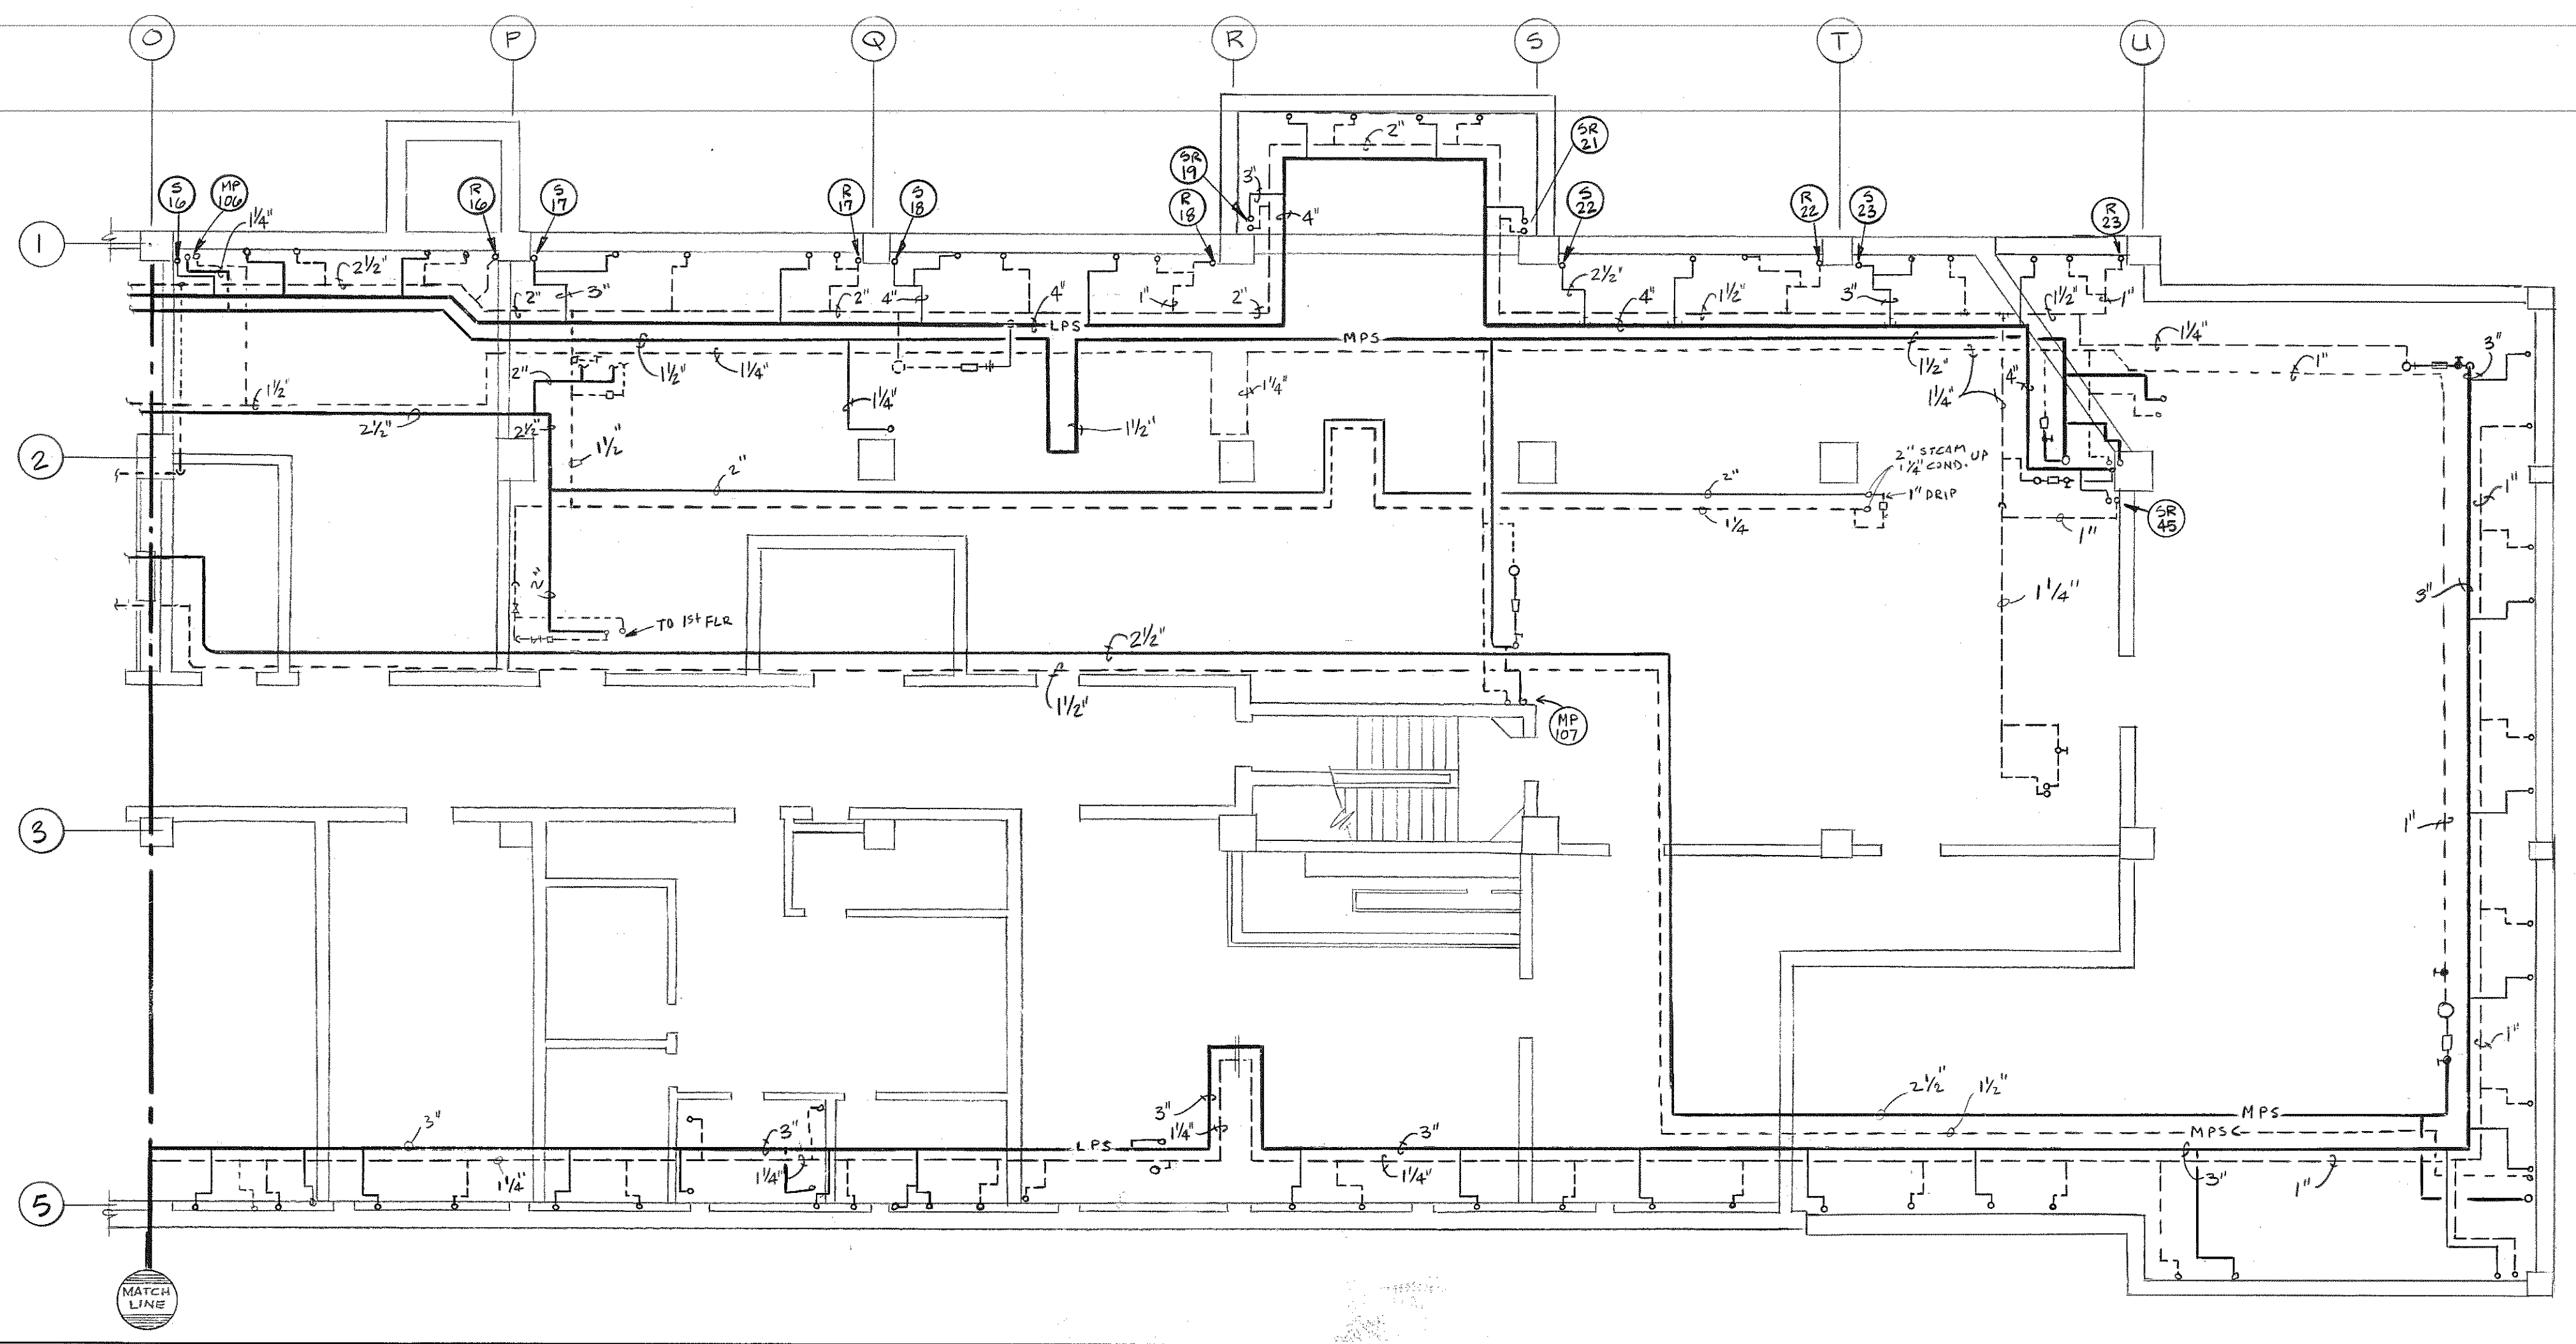 O P Q R S T U
SR
21
SR
19
S
16
MP
106
R
16
S
17
R
17
S
18
R
18
S
22
R
22
S
23
R
23
3"
2"
4"
1
1¼"
2½"
2"
3"
2"
4"
4"
1"
2"
2½"
4"
1½"
3"
1½"
1"
LPS
MPS
1¼"
3"
1½"
1¼"
1½"
1"
2"
1¼"
1¼"
4"
1¼"
1½"
2½"
2½"
1½"
1½"
2
2"
2"
2" STEAM UP
1¼" COND.
1" DRIP
1¼
1"
SR
45
1"
2"
TO 1st FLR
1¼"
3"
2½"
1½"
MP
107
3
1"
1"
2½"
1½"
MPS
MPSC
3"
3"
3"
1¼"
LPS
3"
1¼"
1¼"
1¼"
3"
1"
5
MATCH
LINE